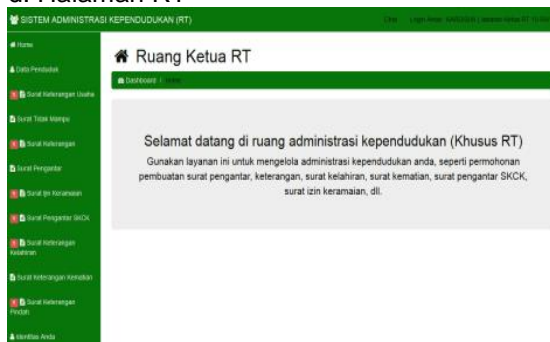 d. Halaman RT
SISTEM ADMINISTRASI KEPENDUDUKAN (RT)
Home
Data Penduduk
Surat Keterangan Usaha
Surat Tidak Mampu
Surat Keterangan
Surat Pengantar
Surat Ijin Keramaian
Surat Pengantar SKCK
Surat Keterangan
Kelahiran
Surat Keterangan Kematian
Surat Keterangan
Pindah
Identitas Anda
Ruang Ketua RT
Dashboard /
Selamat datang di ruang administrasi kependudukan (Khusus RT)
Gunakan layanan ini untuk mengelola administrasi kependudukan anda, seperti permohonan
pembuatan surat pengantar, keterangan, surat kelahiran, surat kematian, surat pengantar SKCK,
surat izin keramaian, dll.